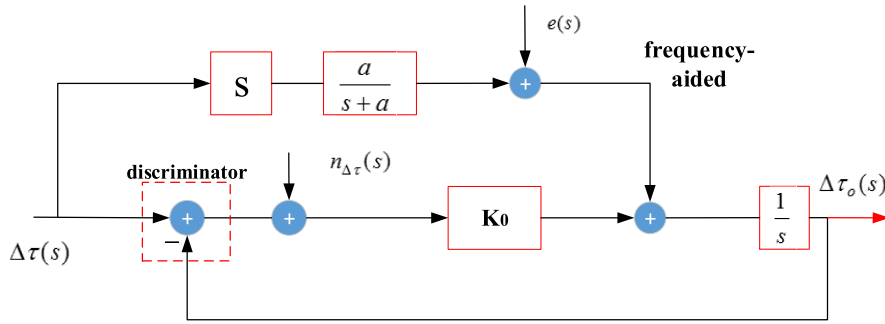 e(s)
frequency-
aided
S
a
s + a
+
discriminator
n_{Δτ}(s)
+
+
K₀
+
1
s
Δτ_o(s)
−
Δτ(s)